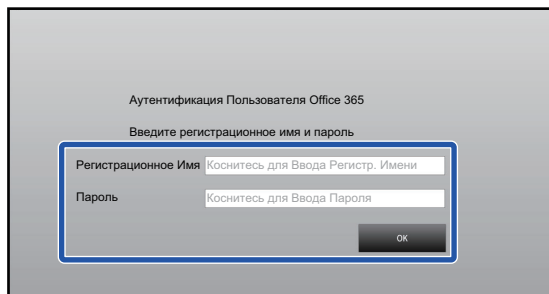 Аутентификация Пользователя Office 365
Введите регистрационное имя и пароль
Регистрационное Имя Коснитесь для Ввода Регистр. Имени
Пароль Коснитесь для Ввода Пароля
OK